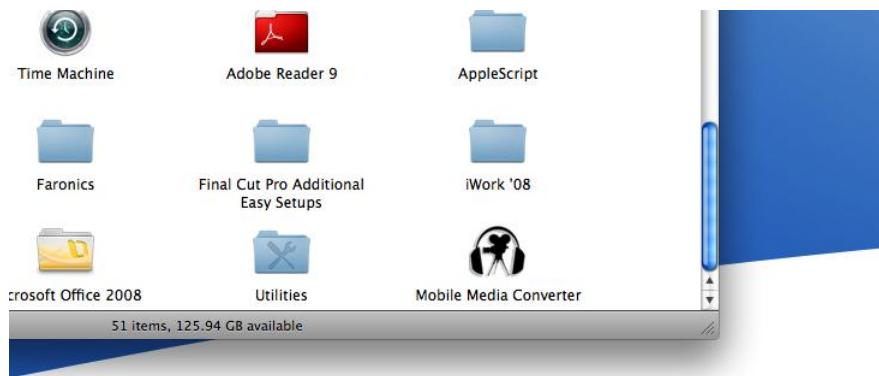 Time Machine
Adobe Reader 9
AppleScript
Faronics
Final Cut Pro Additional
Easy Setups
iWork '08
crosoft Office 2008
Utilities
Mobile Media Converter
51 items, 125.94 GB available